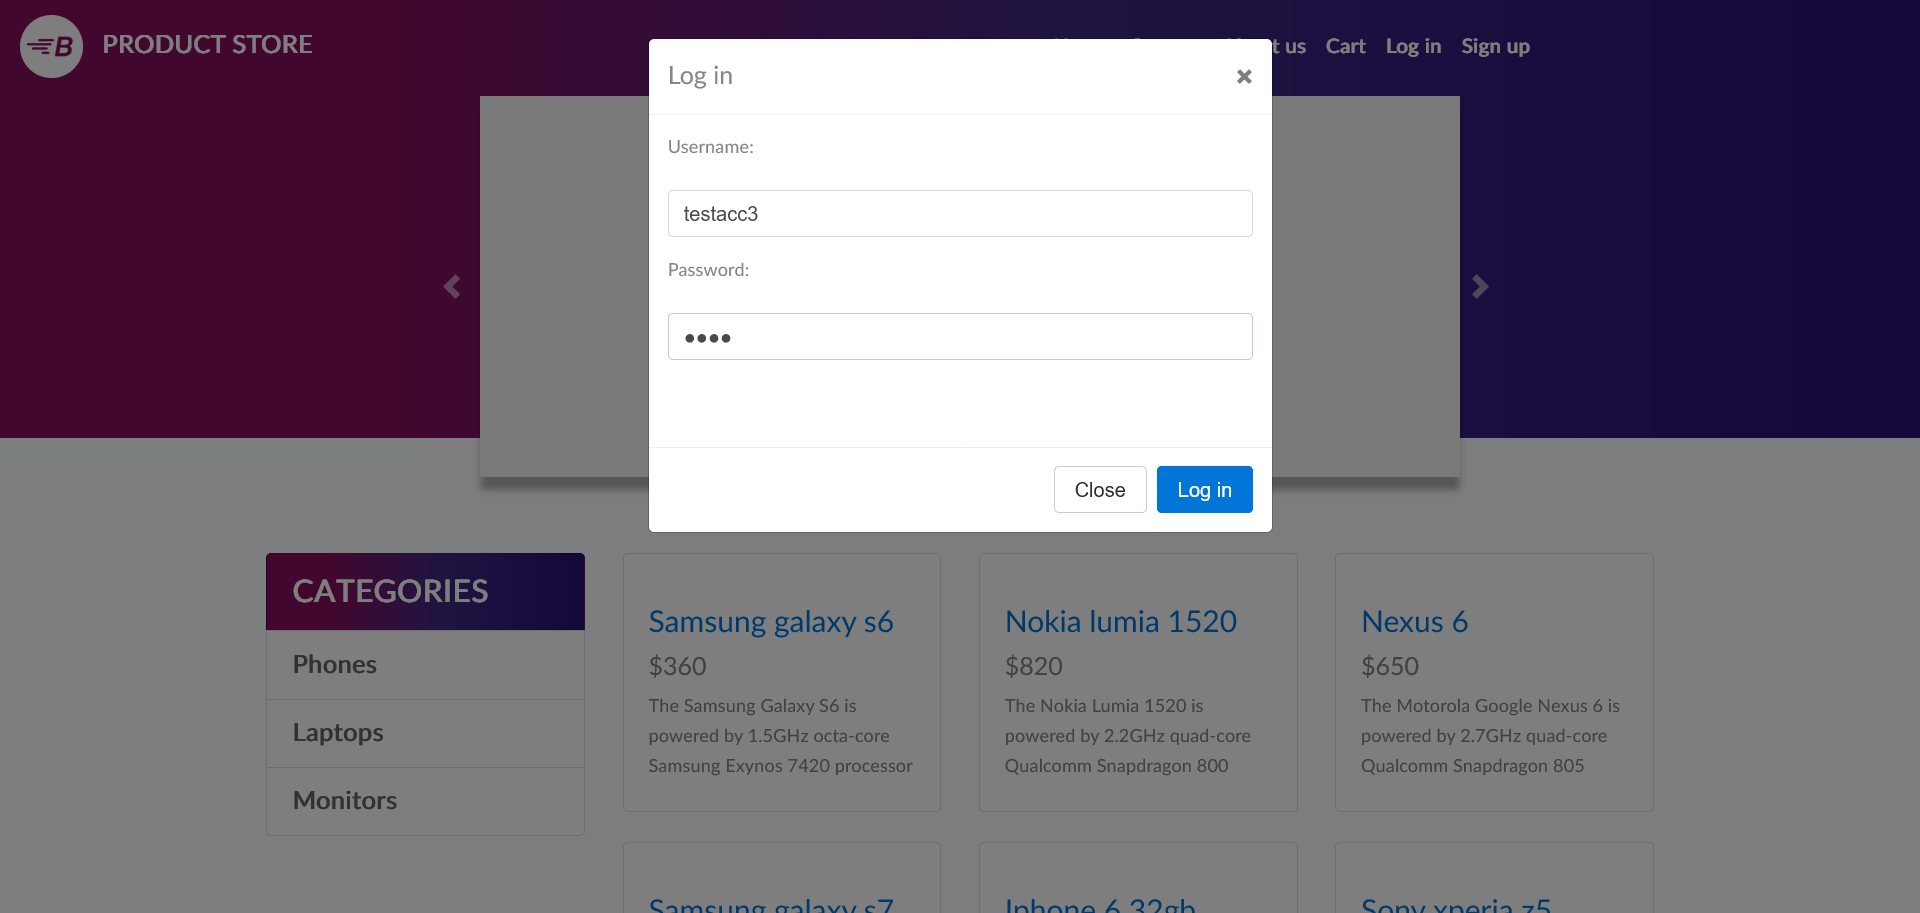 B PRODUCT STORE
t us Cart Log in Sign up
Log in
Username:
testacc3
Password:
Close Log in
CATEGORIES
Phones
Laptops
Monitors
Samsung galaxy s6
$360
The Samsung Galaxy S6 is
powered by 1.5GHz octa-core
Samsung Exynos 7420 processor
Nokia lumia 1520
$820
The Nokia Lumia 1520 is
powered by 2.2GHz quad-core
Qualcomm Snapdragon 800
Nexus 6
$650
The Motorola Google Nexus 6 is
powered by 2.7GHz quad-core
Qualcomm Snapdragon 805
Samsung galaxy s7
Iphone 6 32gb
Sony xperia z5